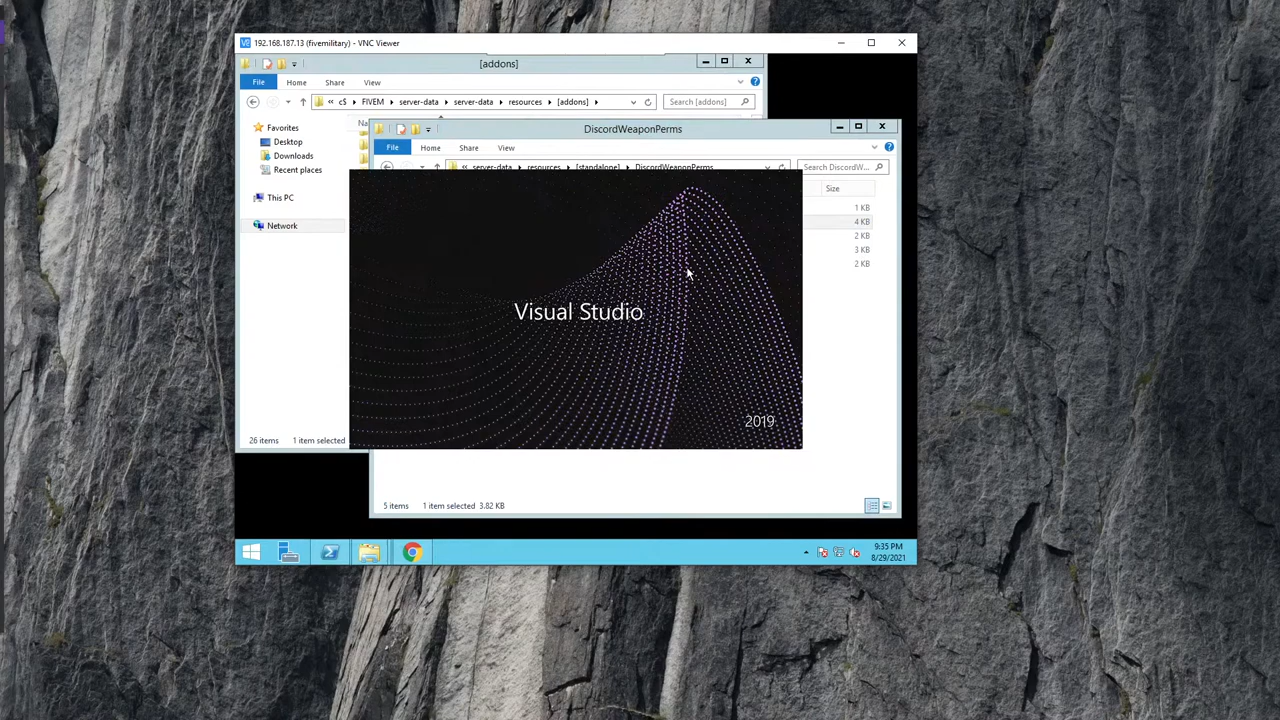 192.168.187.13 (fivemilitary) - VNC Viewer
[addons]
File Home Share View
c$ FIVEM server-data server-data resources [addons]
Search [addons]
Favorites
Desktop
Downloads
Recent places
This PC
Network
26 items 1 item selected
DiscordWeaponPerms
File Home Share View
server-data resources [standalone] DiscordWeaponPerms
Search DiscordW...
Size
1 KB
4 KB
2 KB
3 KB
2 KB
Visual Studio
2019
5 items 1 item selected 3.82 KB
9:35 PM
8/29/2021